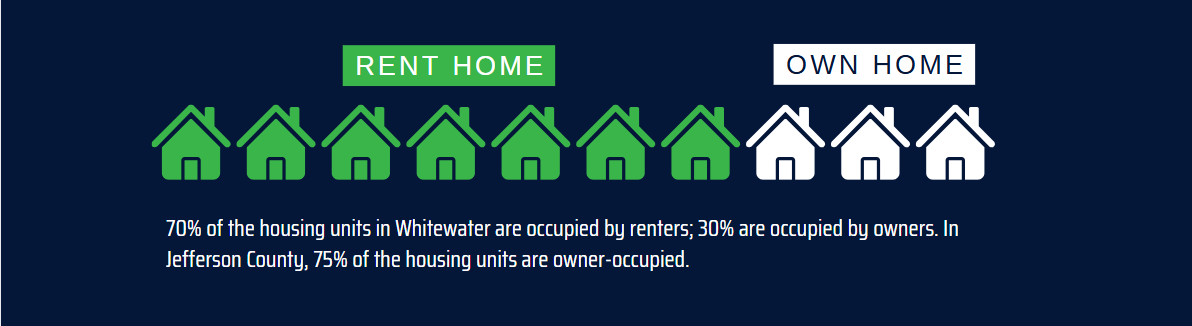 RENT HOME
OWN HOME
70% of the housing units in Whitewater are occupied by renters; 30% are occupied by owners. In
Jefferson County, 75% of the housing units are owner-occupied.